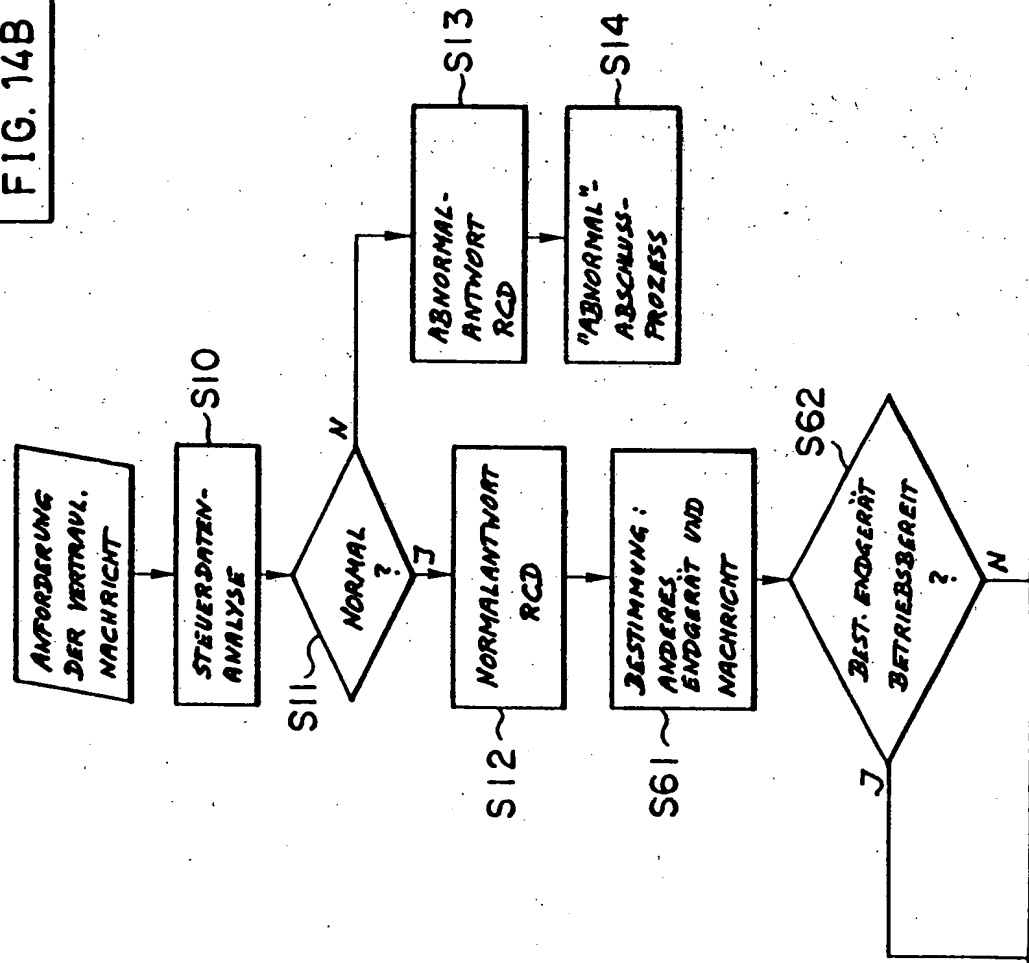 FIG. 14B
ANFORDERUNG
DER VERTRAUL.
NACHRICHT
S10
STEUERDATEN-
ANALYSE
S11
NORMAL
?
N
J
S13
ABNORMAL-
ANTWORT
RCD
S14
"ABNORMAL"-
ABSCHLUSS-
PROZESS
S12
NORMALANTWORT
RCD
S61
BESTIMMUNG:
ANDERES
ENDGERÄT UND
NACHRICHT
S62
BEST. ENDGERÄT
BETRIEBSBEREIT
?
J
N